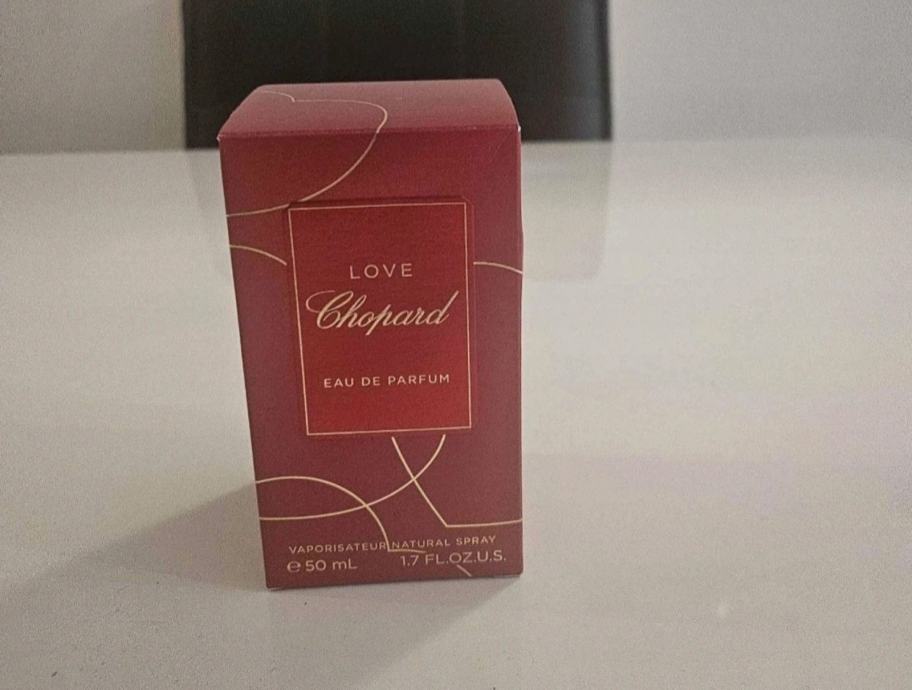 LOVE
Chopard
EAU DE PARFUM
VAPORISATEUR NATURAL SPRAY
℮ 50 mL 1.7 FL.OZ.U.S.